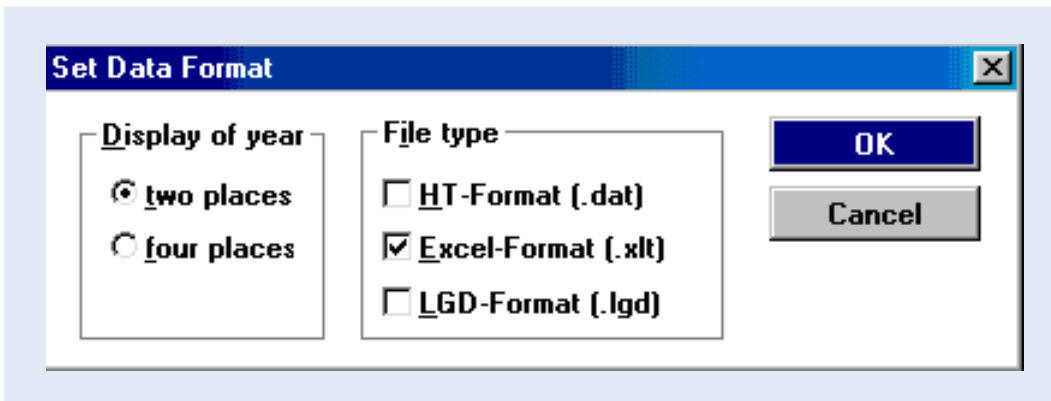 Set Data Format
Display of year
two places
four places
File type
HT-Format (.dat)
Excel-Format (.xlt)
LGD-Format (.lgd)
OK
Cancel